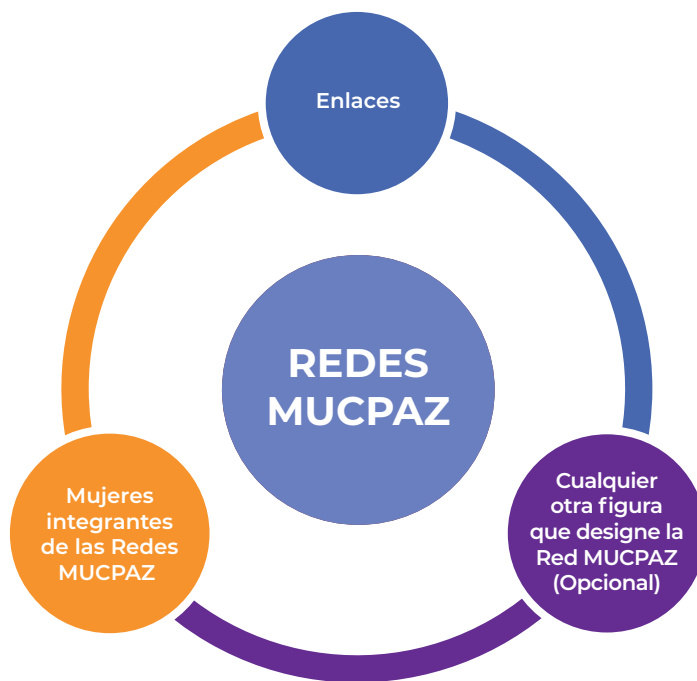 Enlaces
REDES
MUCPAZ
Mujeres
integrantes
de las Redes
MUCPAZ
Cualquier
otra figura
que designe la
Red MUCPAZ
(Opcional)